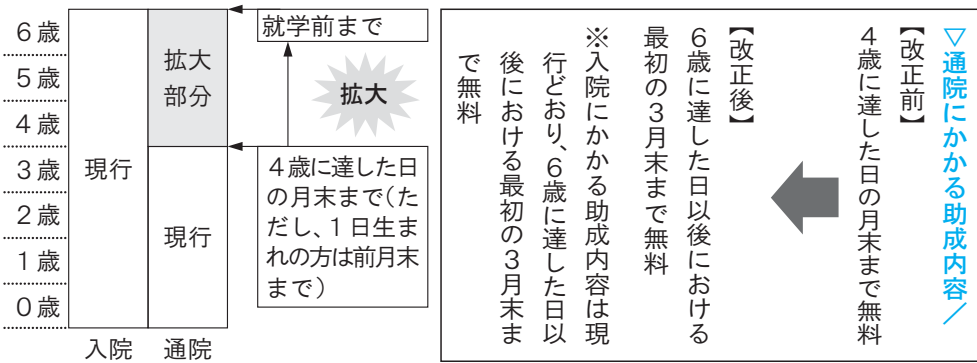 ６歳
５歳
４歳
３歳
２歳
１歳
０歳
現行
入院
拡大
部分
現行
通院
就学前まで
拡大
４歳に達した日
の月末まで（た
だし、１日生ま
れの方は前月末
まで）
▽通院にかかる助成内容／
【改正前】
４歳に達した日の月末まで無料
【改正後】
６歳に達した日以後における
最初の３月末まで無料
※入院にかかる助成内容は現
行どおり、６歳に達した日以
後における最初の３月末ま
で無料